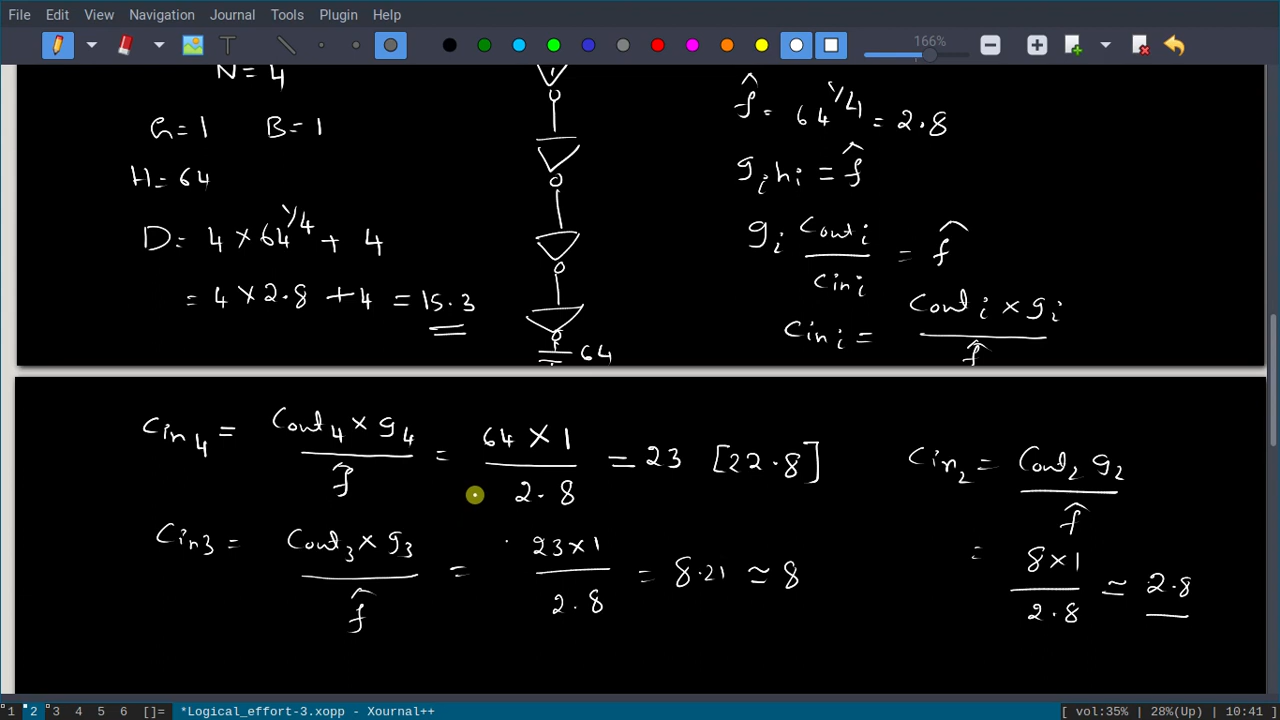 File Edit View Navigation Journal Tools Plugin Help
166%
N = 4
G = 1 B = 1
H = 64
D = 4 × 64^1/4 + 4
= 4 × 2.8 + 4 = 15.3
64
f̂ = 64^1/4 = 2.8
g_i h_i = f̂
g_i Cout_i / Cin_i = f̂
Cin_i = Cout_i × g_i / f̂
Cin_4 = Cout_4 × g_4 / f̂ = 64 × 1 / 2.8 = 23 [22.8]
Cin_3 = Cout_3 × g_3 / f̂ = 23 × 1 / 2.8 = 8.21 ≃ 8
Cin_2 = Cout_2 g_2 / f̂
= 8 × 1 / 2.8 ≃ 2.8
1 2 3 4 5 6 []= *Logical_effort-3.xopp - Xournal++ [ vol:35% | 28%(Up) | 10:41 ]